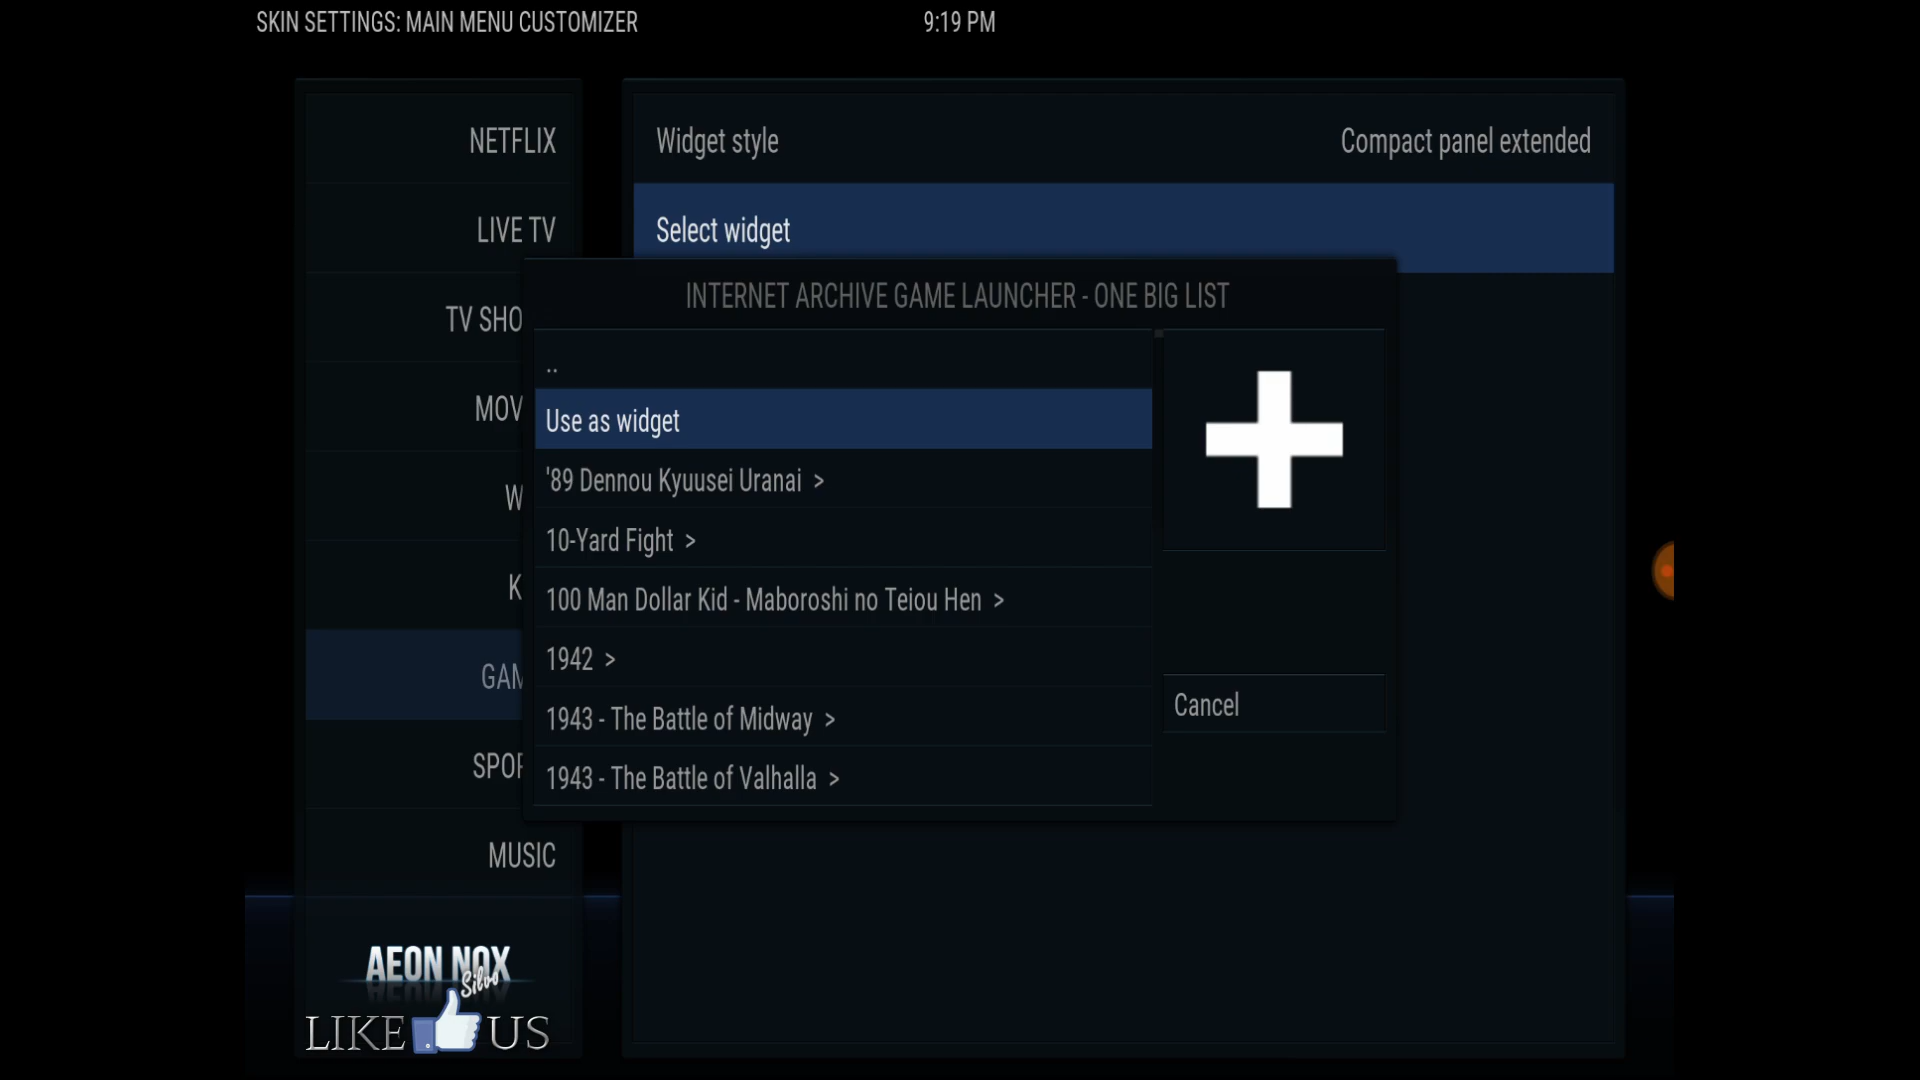 SKIN SETTINGS: MAIN MENU CUSTOMIZER
9:19 PM
NETFLIX
LIVE TV
TV SHO
MOV
W
K
GAM
SPOR
MUSIC
Widget style
Compact panel extended
Select widget
INTERNET ARCHIVE GAME LAUNCHER - ONE BIG LIST
..
Use as widget
'89 Dennou Kyuusei Uranai >
10-Yard Fight >
100 Man Dollar Kid - Maboroshi no Teiou Hen >
1942 >
1943 - The Battle of Midway >
1943 - The Battle of Valhalla >
Cancel
AEON NOX
Silvo
LIKE US